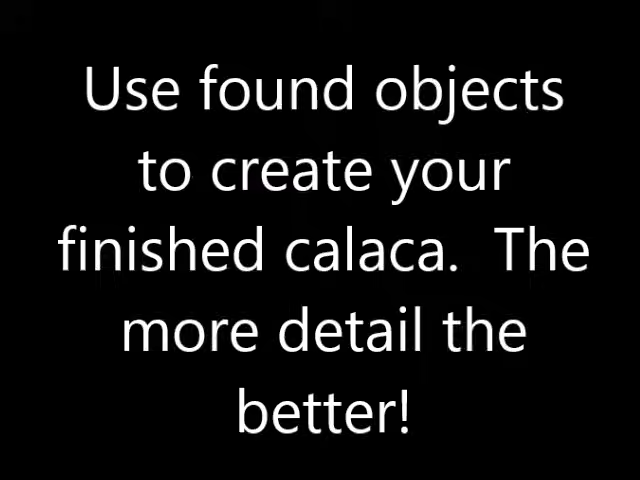 Use found objects
to create your
finished calaca.  The
more detail the
better!